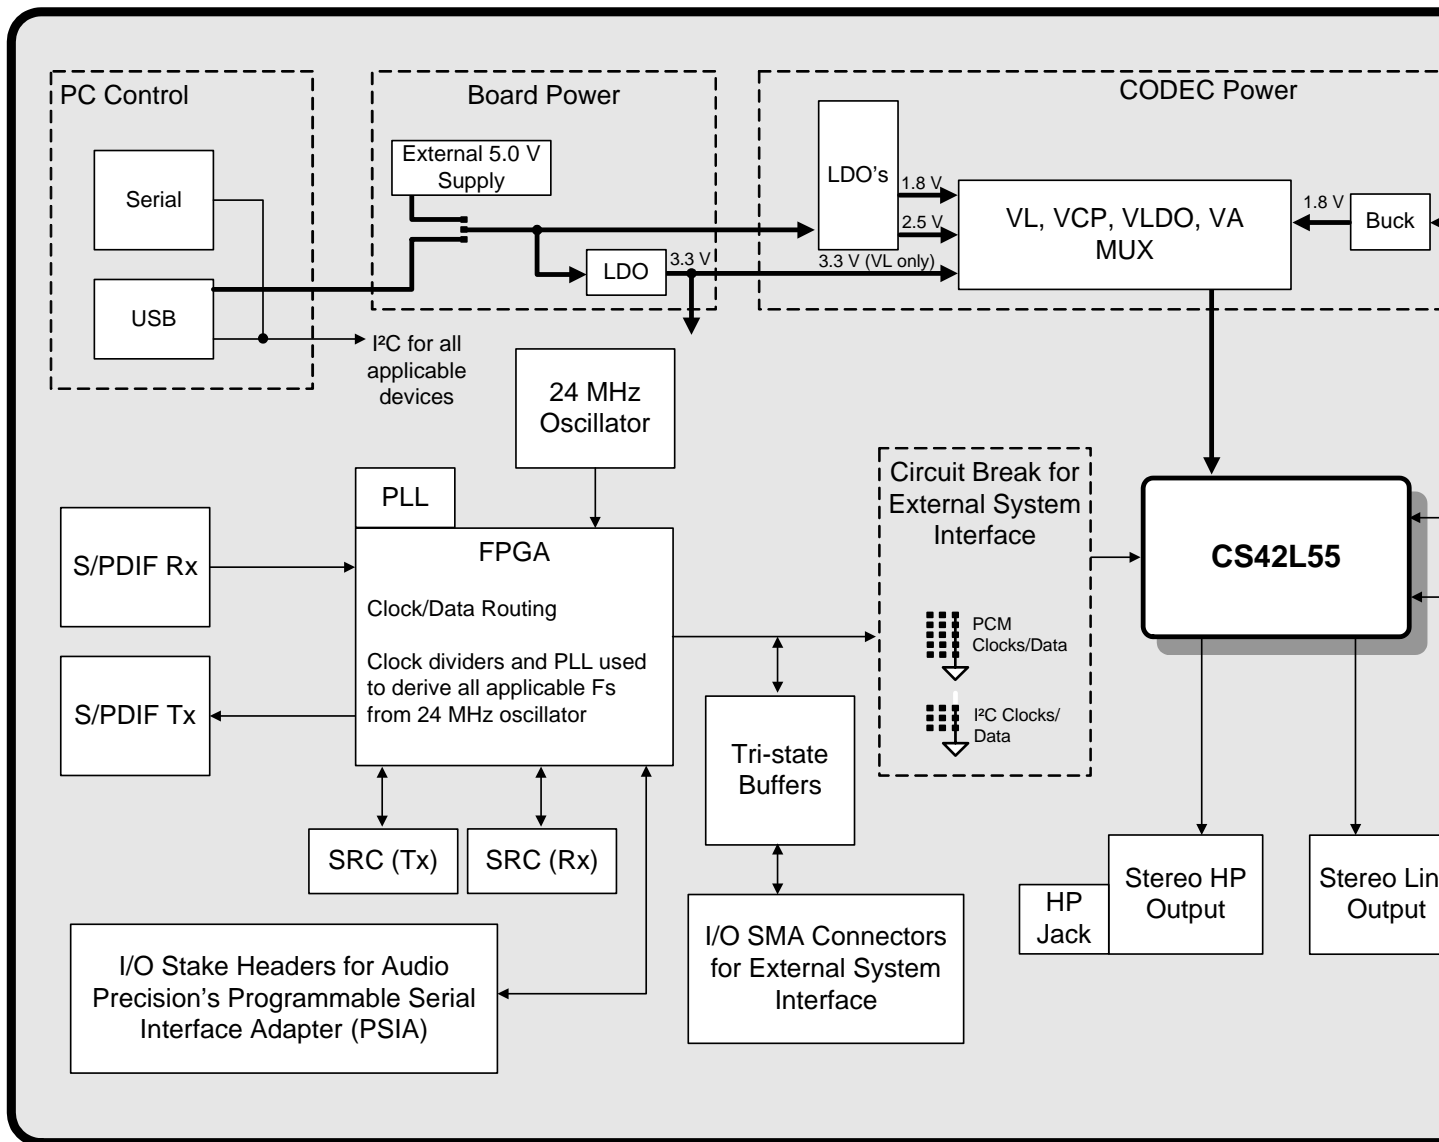 PC Control
Serial
USB
I²C for all
applicable
devices
Board Power
External 5.0 V
Supply
LDO
3.3 V
CODEC Power
LDO's
1.8 V
2.5 V
3.3 V (VL only)
VL, VCP, VLDO, VA
MUX
1.8 V
Buck
24 MHz
Oscillator
PLL
FPGA
Clock/Data Routing
Clock dividers and PLL used
to derive all applicable Fs
from 24 MHz oscillator
S/PDIF Rx
S/PDIF Tx
SRC (Tx)
SRC (Rx)
I/O Stake Headers for Audio
Precision's Programmable Serial
Interface Adapter (PSIA)
Tri-state
Buffers
I/O SMA Connectors
for External System
Interface
Circuit Break for
External System
Interface
PCM
Clocks/Data
I²C Clocks/
Data
CS42L55
HP
Jack
Stereo HP
Output
Stereo Lin
Output